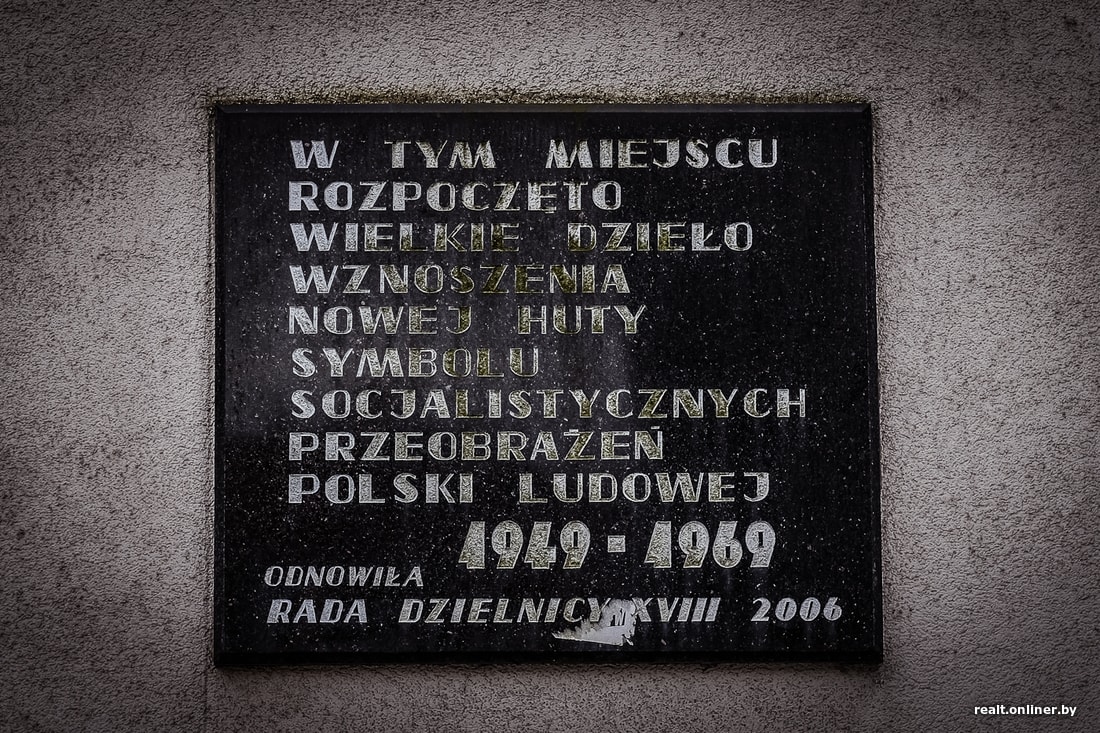 W TYM MIEJSCU
ROZPOCZĘTO
WIELKIE DZIEŁO
WZNOSZENIA
NOWEJ HUTY
SYMBOLU
SOCJALISTYCZNYCH
PRZEOBRAŻEŃ
POLSKI LUDOWEJ
1949 - 1969
ODNOWIŁA
RADA DZIELNICY XVIII 2006
realt.onliner.by